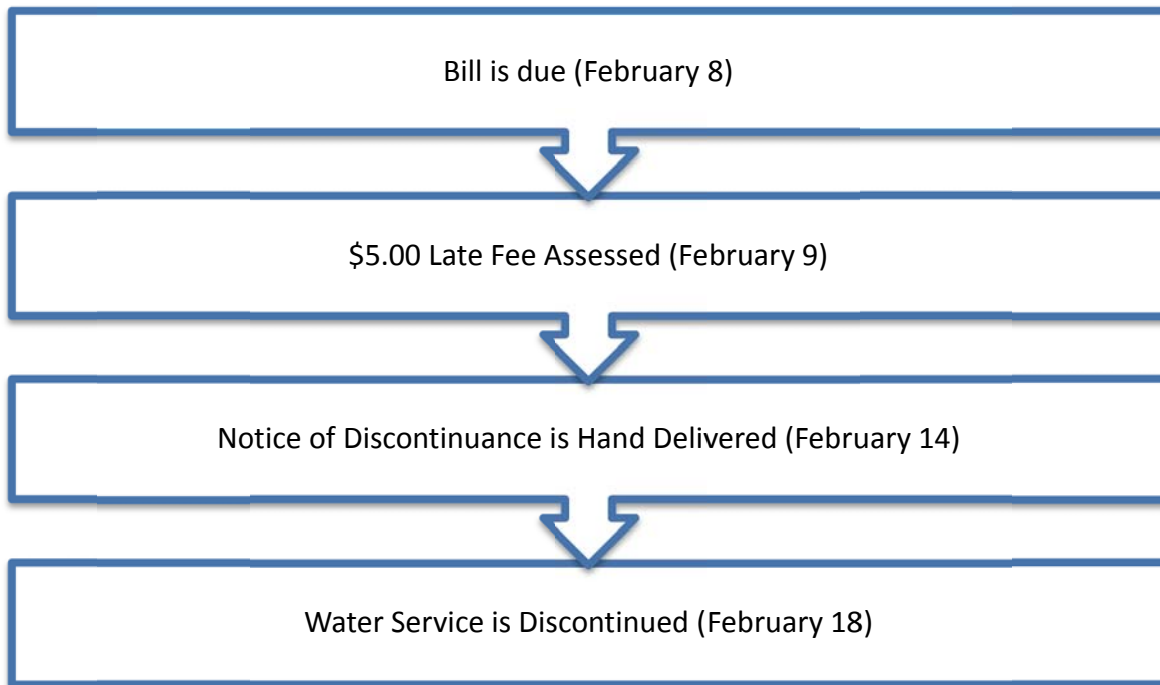 Bill is due (February 8)
$5.00 Late Fee Assessed (February 9)
Notice of Discontinuance is Hand Delivered (February 14)
Water Service is Discontinued (February 18)